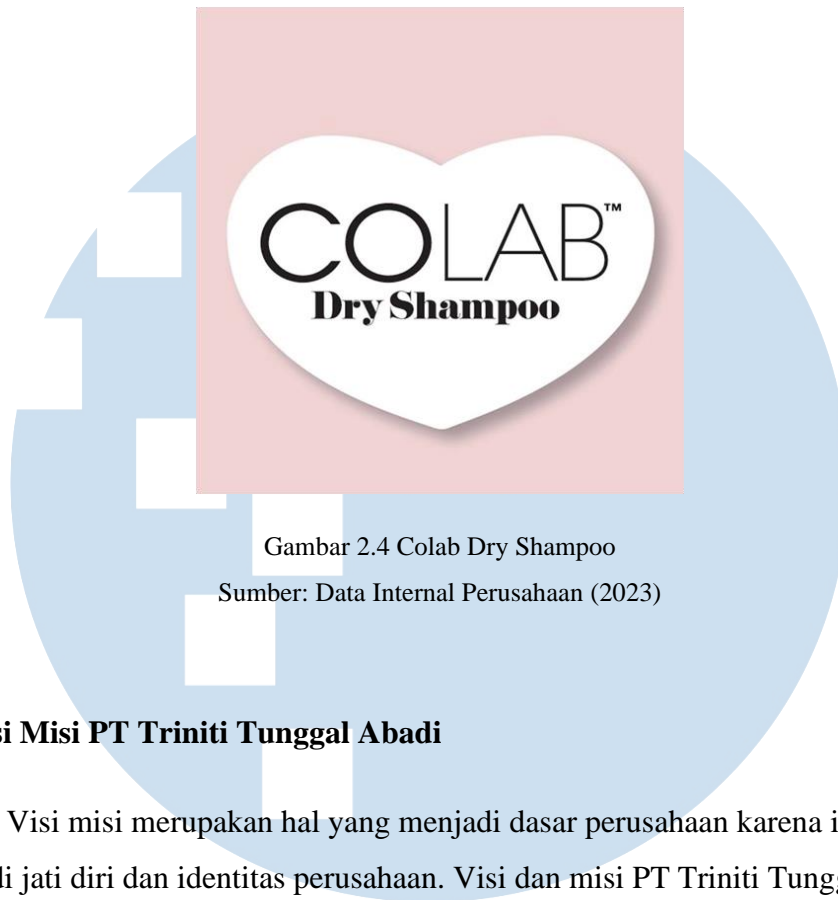 COLAB™
Dry Shampoo
Gambar 2.4 Colab Dry Shampoo
Sumber: Data Internal Perusahaan (2023)
si Misi PT Triniti Tunggal Abadi
Visi misi merupakan hal yang menjadi dasar perusahaan karena i
di jati diri dan identitas perusahaan. Visi dan misi PT Triniti Tungg